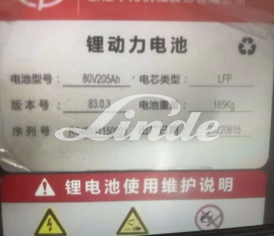 锂动力电池
电池型号： 80V205Ah 电芯类型： LFP
版本号 83.0.3 电池重量： 185Kg
序列号
Linde
锂电池使用维护说明